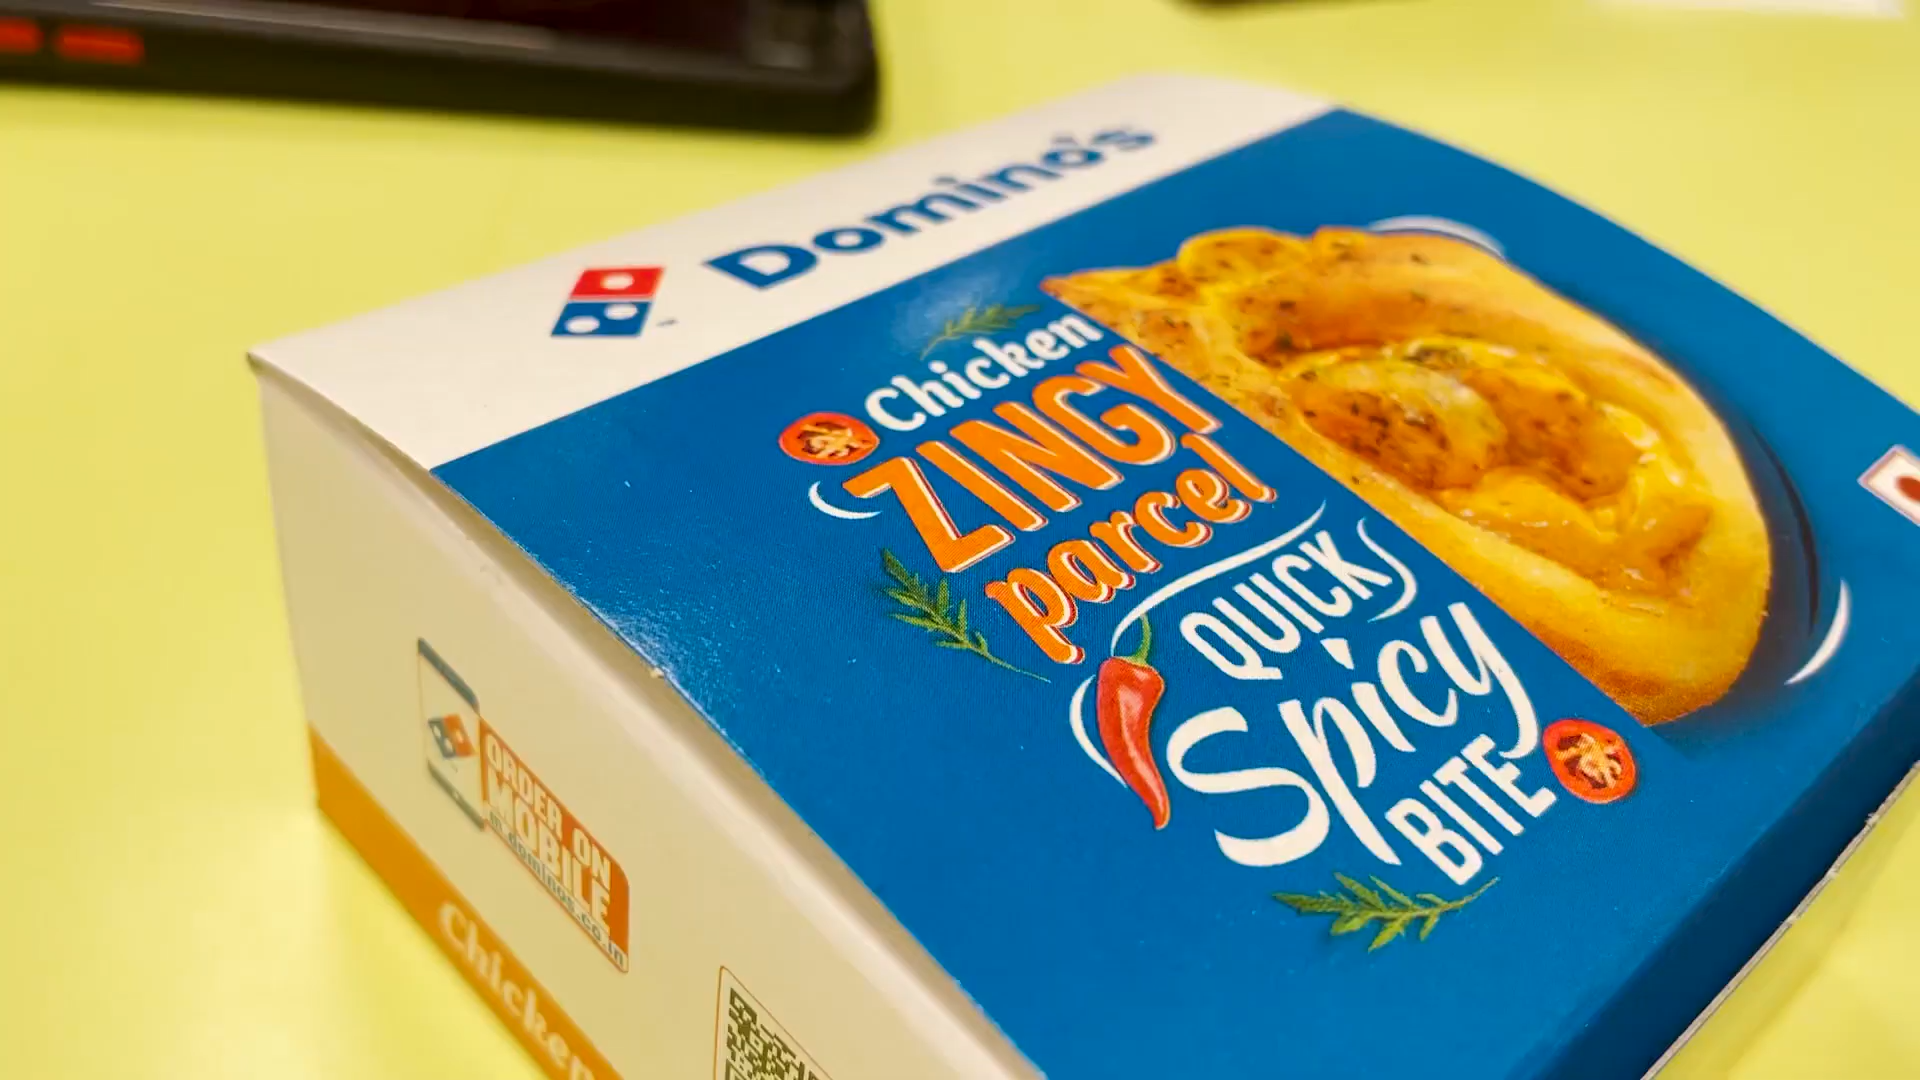 Domino's
Chicken
ZINGY
parcel
QUICK
Spicy
BITE
ORDER ON
MOBILE
m.dominos.co.in
Chicken